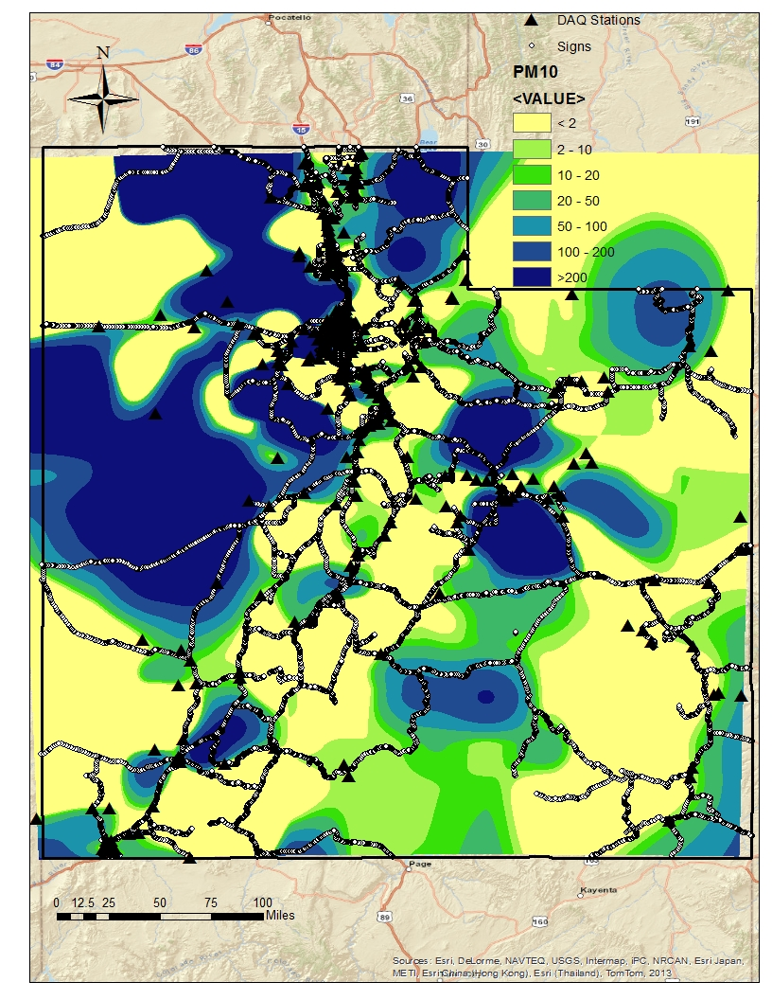 Pocatello
DAQ Stations
Signs
N
86
84
PM10
<VALUE>
36
< 2
191
15
2 - 10
30
Bear
10 - 20
20 - 50
50 - 100
100 - 200
>200
Page
163
Kayenta
0 12.5 25 50 75 100
Miles
89
160
Sources: Esri, DeLorme, NAVTEQ, USGS, Intermap, iPC, NRCAN, Esri Japan,
METI, Esri China (Hong Kong), Esri (Thailand), TomTom, 2013